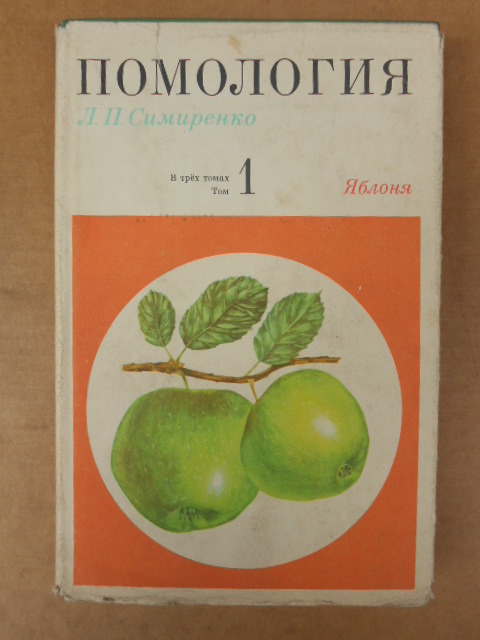 ПОМОЛОГИЯ
Л. П. Симиренко
В трёх томах
Том 1
Яблоня